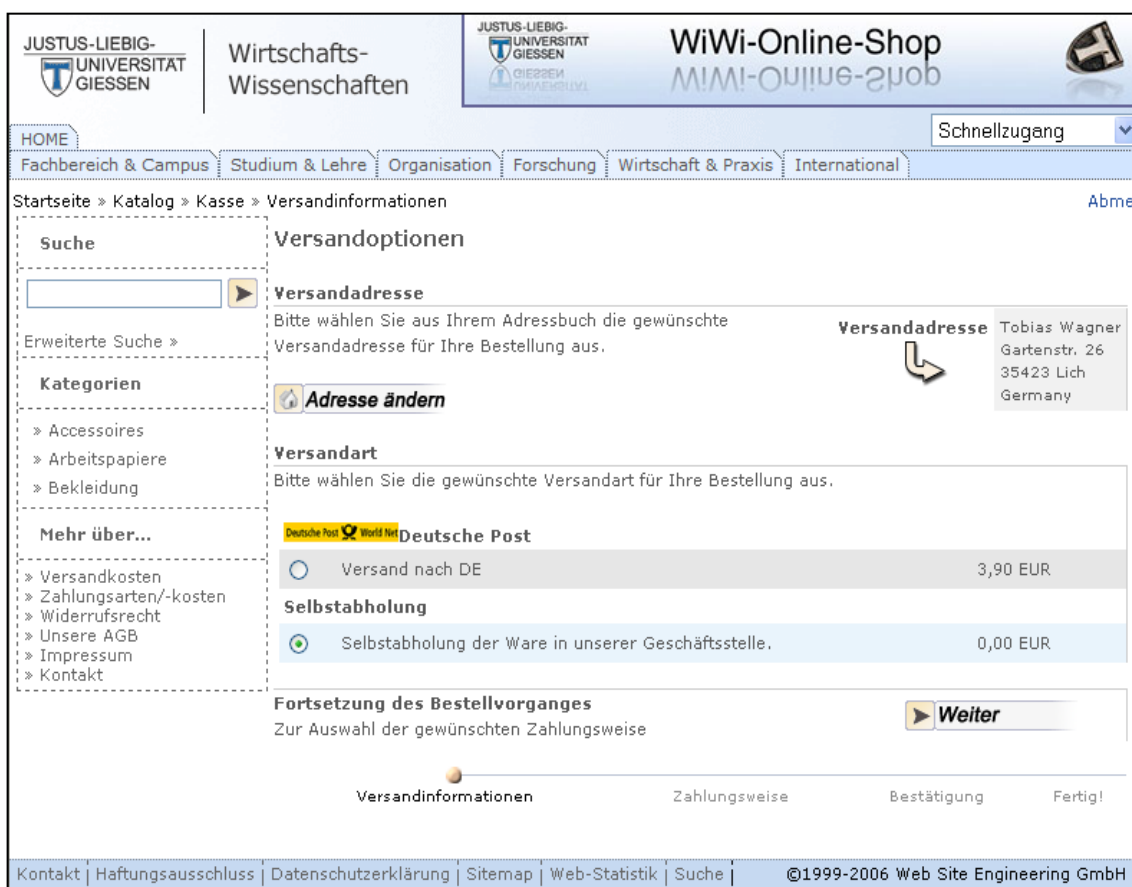 JUSTUS-LIEBIG-
UNIVERSITAT
GIESSEN
Wirtschafts-
Wissenschaften
JUSTUS-LIEBIG-
UNIVERSITAT
GIESSEN
WiWi-Online-Shop
HOME
Schnellzugang
Fachbereich & Campus Studium & Lehre Organisation Forschung Wirtschaft & Praxis International
Startseite » Katalog » Kasse » Versandinformationen
Abme
Suche
Erweiterte Suche »
Kategorien
» Accessoires
» Arbeitspapiere
» Bekleidung
Mehr über...
» Versandkosten
» Zahlungsarten/-kosten
» Widerrufsrecht
» Unsere AGB
» Impressum
» Kontakt
Versandoptionen
Versandadresse
Bitte wählen Sie aus Ihrem Adressbuch die gewünschte
Versandadresse für Ihre Bestellung aus.
Adresse ändern
Versandadresse
Tobias Wagner
Gartenstr. 26
35423 Lich
Germany
Versandart
Bitte wählen Sie die gewünschte Versandart für Ihre Bestellung aus.
Deutsche Post World Net Deutsche Post
Versand nach DE 3,90 EUR
Selbstabholung
Selbstabholung der Ware in unserer Geschäftsstelle. 0,00 EUR
Fortsetzung des Bestellvorganges
Zur Auswahl der gewünschten Zahlungsweise
Weiter
Versandinformationen Zahlungsweise Bestätigung Fertig!
Kontakt | Haftungsausschluss | Datenschutzerklärung | Sitemap | Web-Statistik | Suche | ©1999-2006 Web Site Engineering GmbH